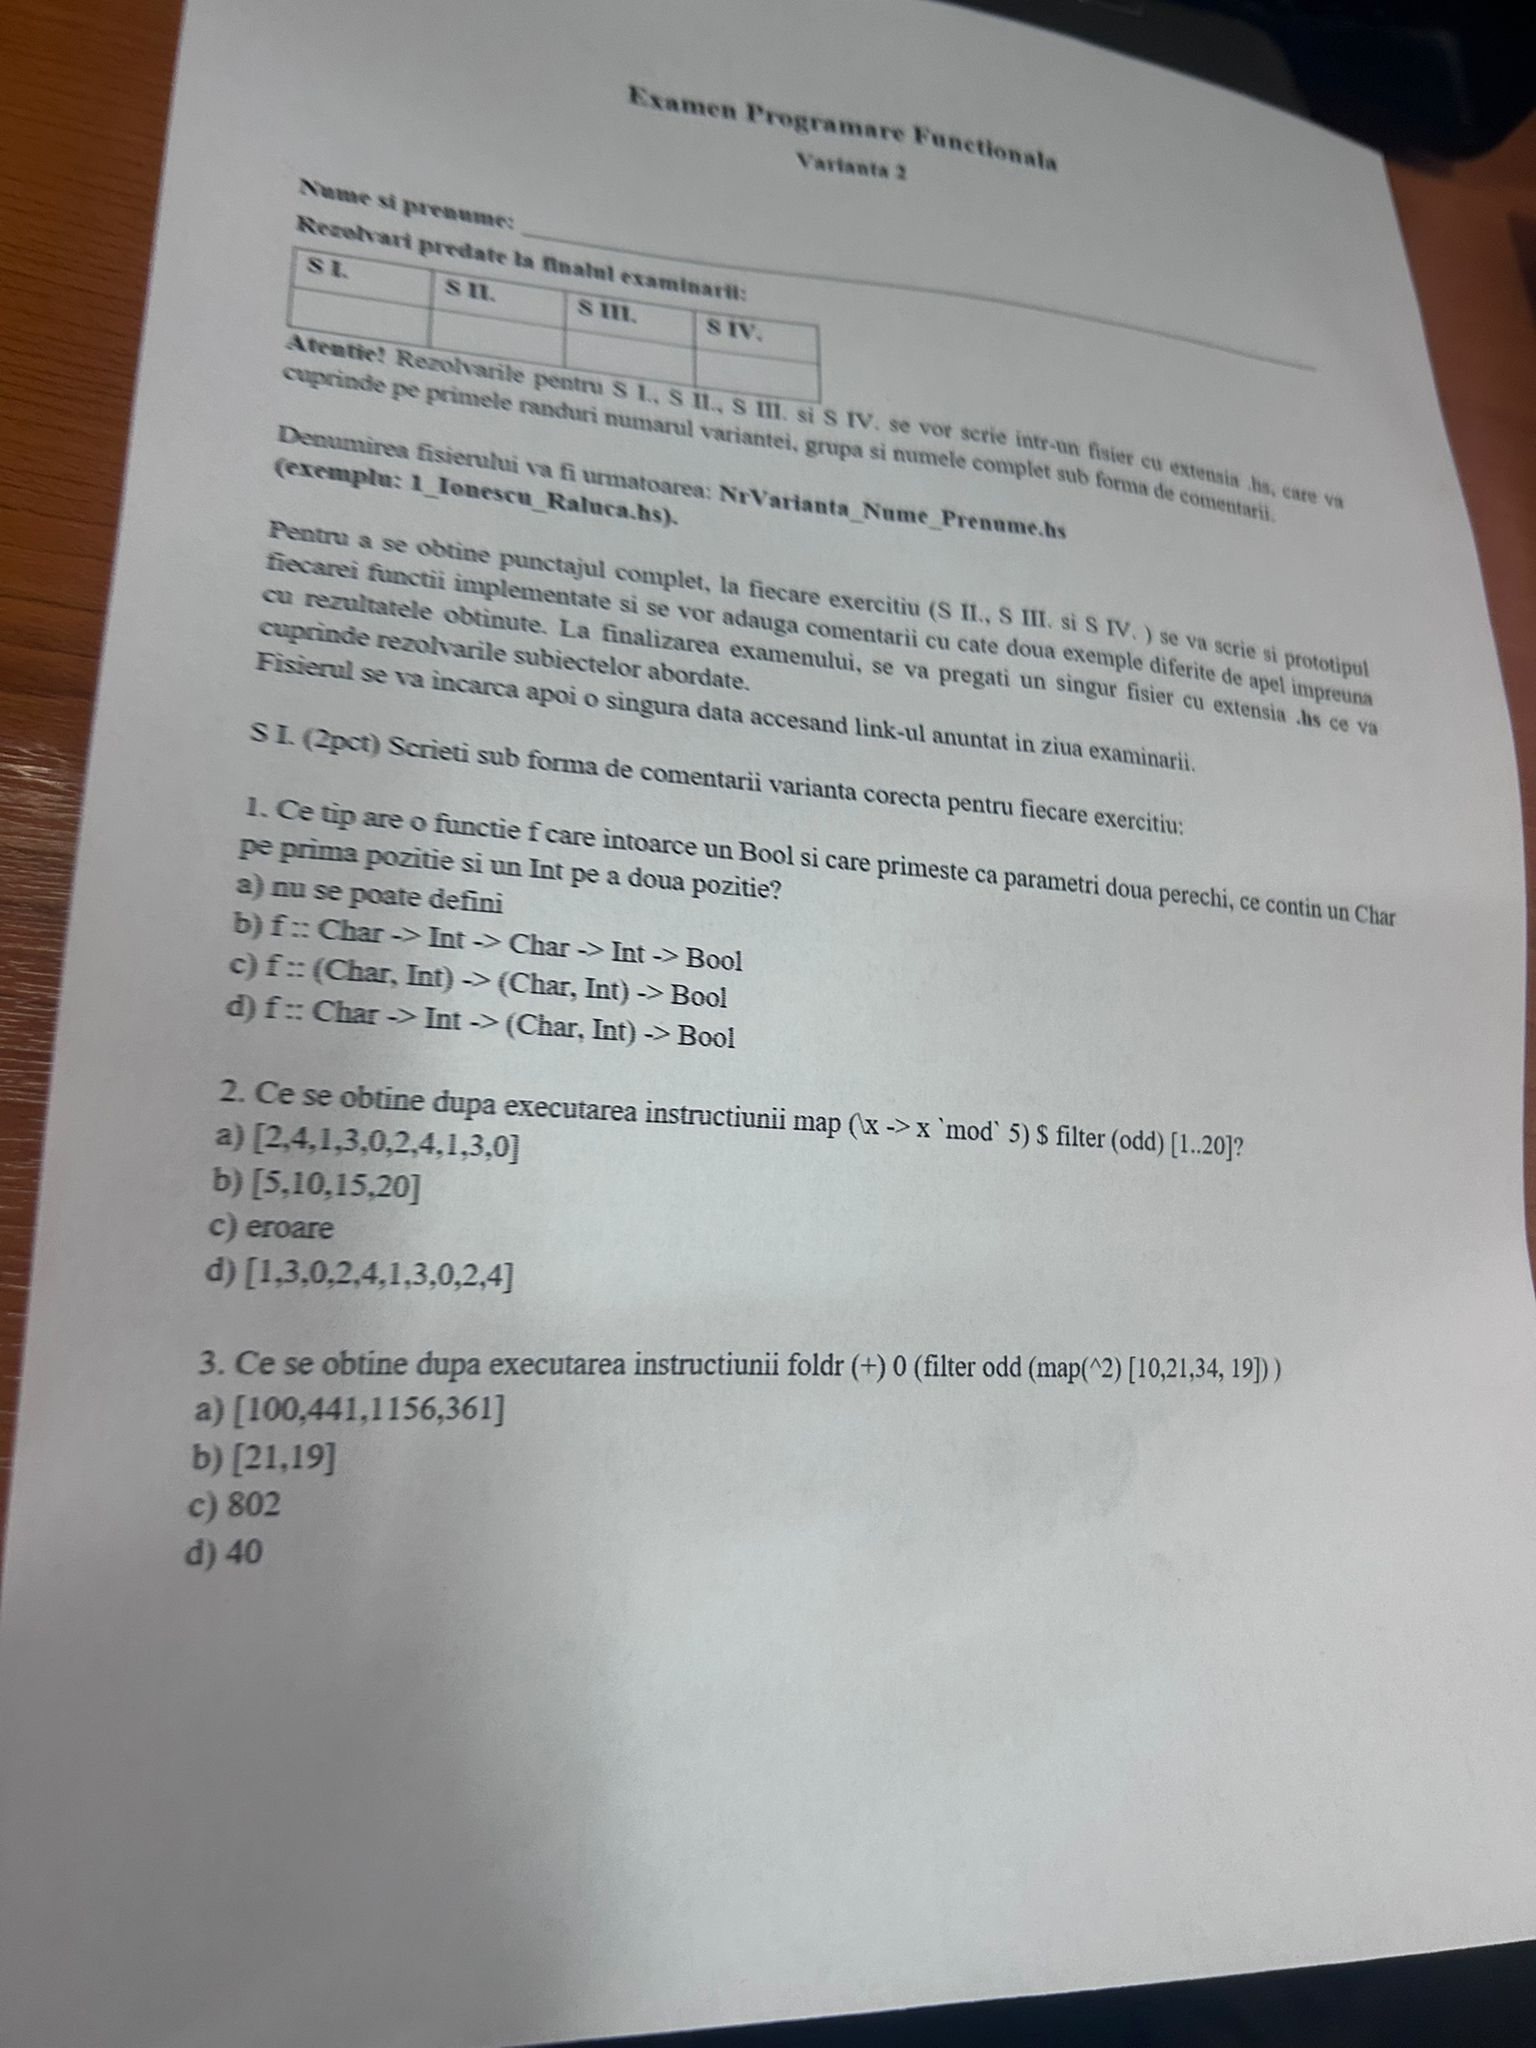 Examen Programare Functionala
Varianta 2
Nume si prenume:
Rezolvari predate la finalul examinarii:
S I. S II. S III. S IV.
Atentie! Rezolvarile pentru S I., S II., S III. si S IV. se vor scrie intr-un fisier cu extensia .hs, care va
cuprinde pe primele randuri numarul variantei, grupa si numele complet sub forma de comentarii.
Denumirea fisierului va fi urmatoarea: NrVarianta_Nume_Prenume.hs
(exemplu: 1_Ionescu_Raluca.hs).
Pentru a se obtine punctajul complet, la fiecare exercitiu (S II., S III. si S IV. ) se va scrie si prototipul
fiecarei functii implementate si se vor adauga comentarii cu cate doua exemple diferite de apel impreuna
cu rezultatele obtinute. La finalizarea examenului, se va pregati un singur fisier cu extensia .hs ce va
cuprinde rezolvarile subiectelor abordate.
Fisierul se va incarca apoi o singura data accesand link-ul anuntat in ziua examinarii.
S I. (2pct) Scrieti sub forma de comentarii varianta corecta pentru fiecare exercitiu:
1. Ce tip are o functie f care intoarce un Bool si care primeste ca parametri doua perechi, ce contin un Char
pe prima pozitie si un Int pe a doua pozitie?
a) nu se poate defini
b) f :: Char -> Int -> Char -> Int -> Bool
c) f :: (Char, Int) -> (Char, Int) -> Bool
d) f :: Char -> Int -> (Char, Int) -> Bool
2. Ce se obtine dupa executarea instructiunii map (\x -> x `mod` 5) $ filter (odd) [1..20]?
a) [2,4,1,3,0,2,4,1,3,0]
b) [5,10,15,20]
c) eroare
d) [1,3,0,2,4,1,3,0,2,4]
3. Ce se obtine dupa executarea instructiunii foldr (+) 0 (filter odd (map(^2) [10,21,34, 19]) )
a) [100,441,1156,361]
b) [21,19]
c) 802
d) 40